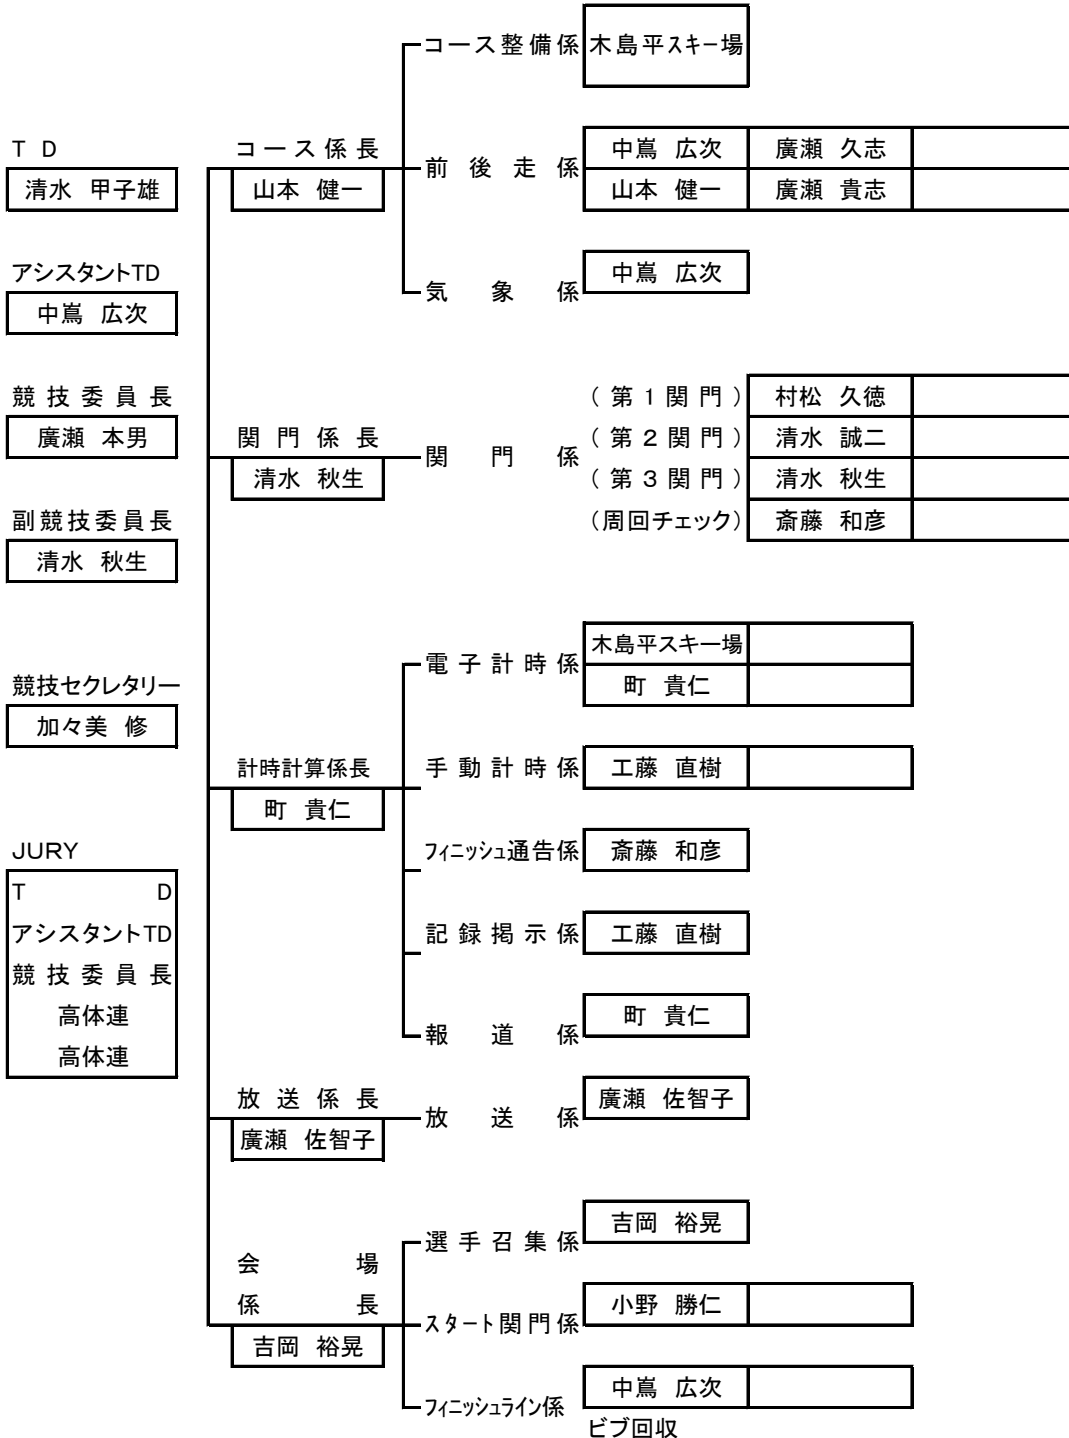 コース整備係 木島平スキー場
T D
清水 甲子雄
アシスタントTD
中嶌 広次
競技委員長
廣瀬 本男
副競技委員長
清水 秋生
競技セクレタリー
加々美 修
JURY
T D
アシスタントTD
競技委員長
高体連
高体連
コース係長
山本 健一
前後走係 中嶌 広次 廣瀬 久志
山本 健一 廣瀬 貴志
気象係 中嶌 広次
関門係長
清水 秋生
関門係
(第1関門) 村松 久徳
(第2関門) 清水 誠二
(第3関門) 清水 秋生
(周回チェック) 斎藤 和彦
計時計算係長
町 貴仁
電子計時係 木島平スキー場
町 貴仁
手動計時係 工藤 直樹
フィニッシュ通告係 斎藤 和彦
記録掲示係 工藤 直樹
報道係 町 貴仁
放送係長
廣瀬 佐智子
放送係 廣瀬 佐智子
会場
係長
吉岡 裕晃
選手召集係 吉岡 裕晃
スタート関門係 小野 勝仁
フィニッシュライン係 中嶌 広次
ビブ回収